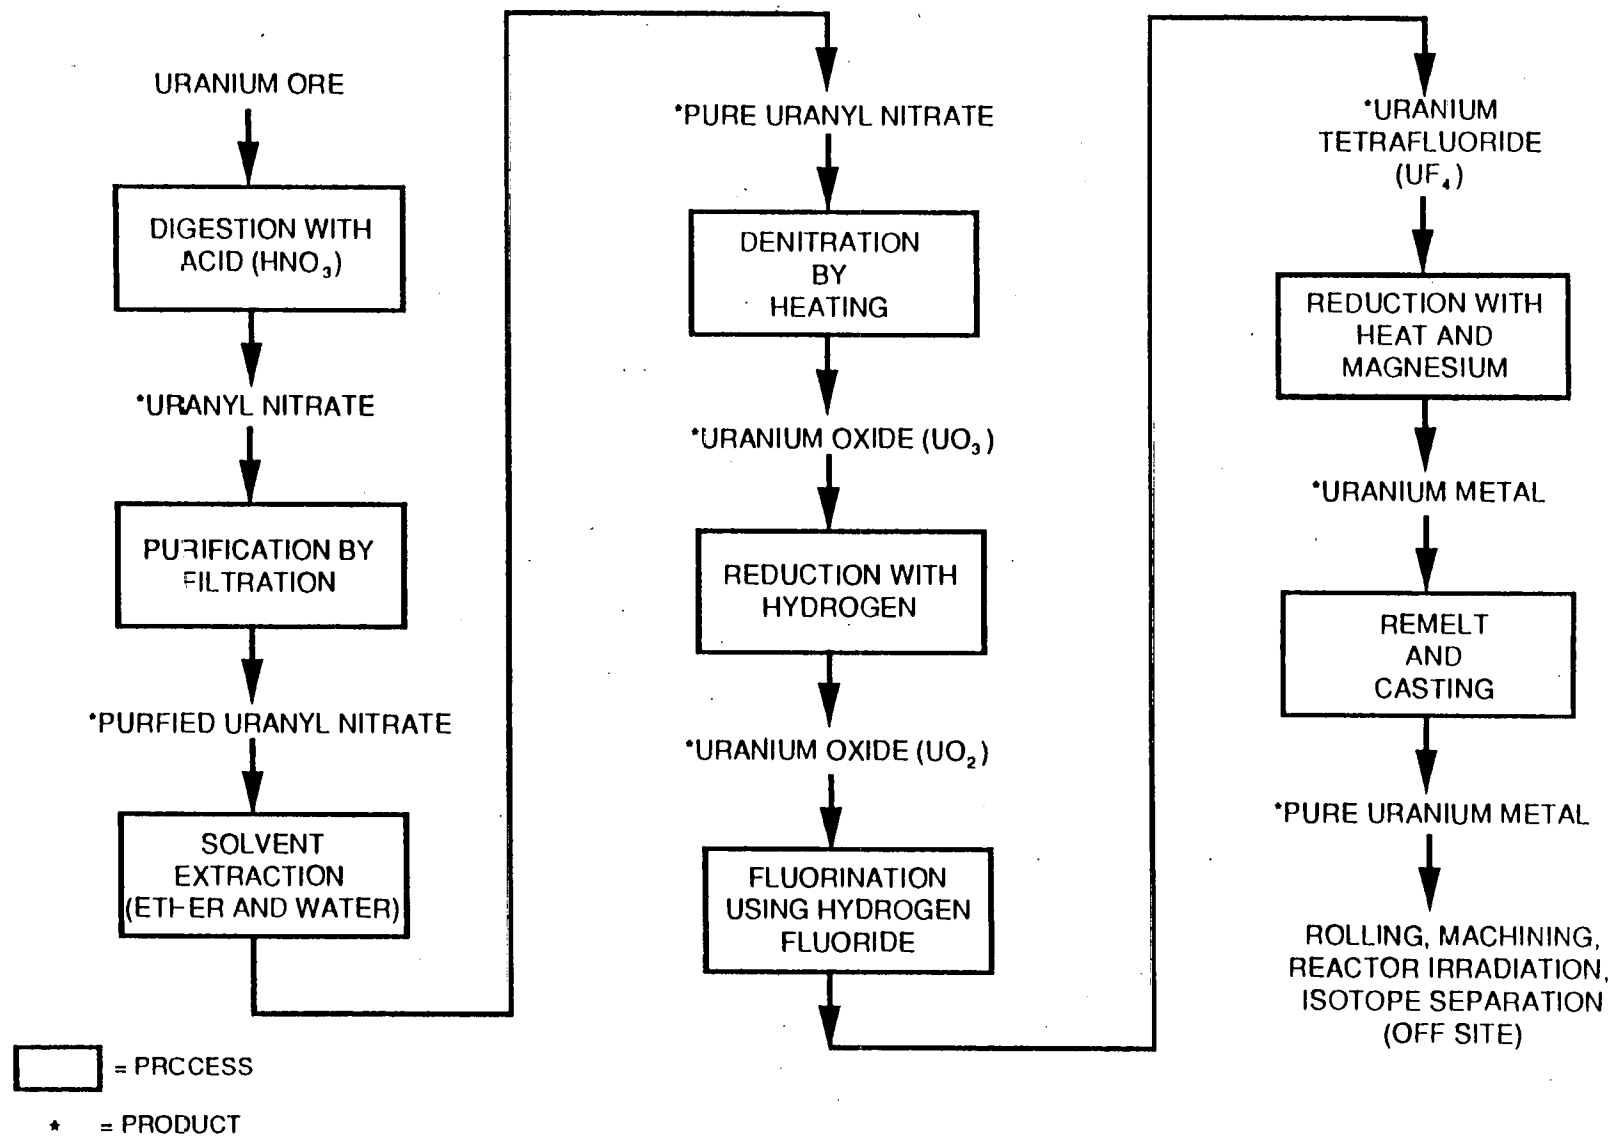 URANIUM ORE
DIGESTION WITH
ACID (HNO₃)
*URANYL NITRATE
PURIFICATION BY
FILTRATION
*PURFIED URANYL NITRATE
SOLVENT
EXTRACTION
(ETHER AND WATER)
*PURE URANYL NITRATE
DENITRATION
BY
HEATING
*URANIUM OXIDE (UO₃)
REDUCTION WITH
HYDROGEN
*URANIUM OXIDE (UO₂)
FLUORINATION
USING HYDROGEN
FLUORIDE
*URANIUM
TETRAFLUORIDE
(UF₄)
REDUCTION WITH
HEAT AND
MAGNESIUM
*URANIUM METAL
REMELT
AND
CASTING
*PURE URANIUM METAL
ROLLING, MACHINING,
REACTOR IRRADIATION,
ISOTOPE SEPARATION
(OFF SITE)
= PROCESS
* = PRODUCT